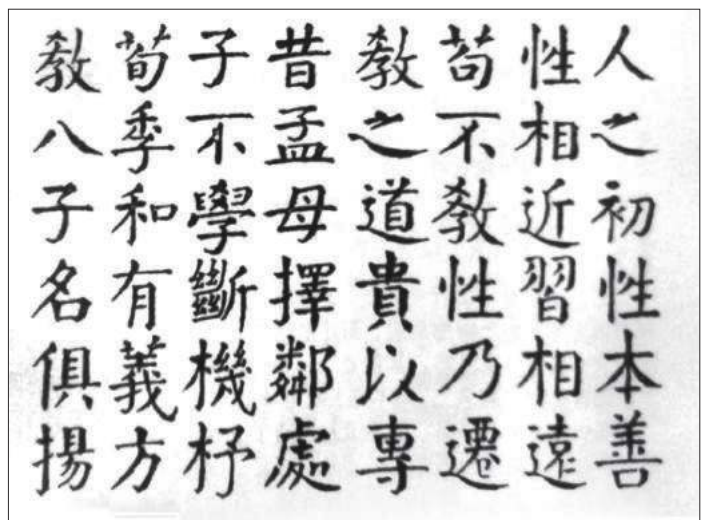 人之初性本善
性相近習相遠
苟不教性乃遷
教之道貴以專
昔孟母擇鄰處
子不學斷機杼
荀季和有義方
教八子名俱揚